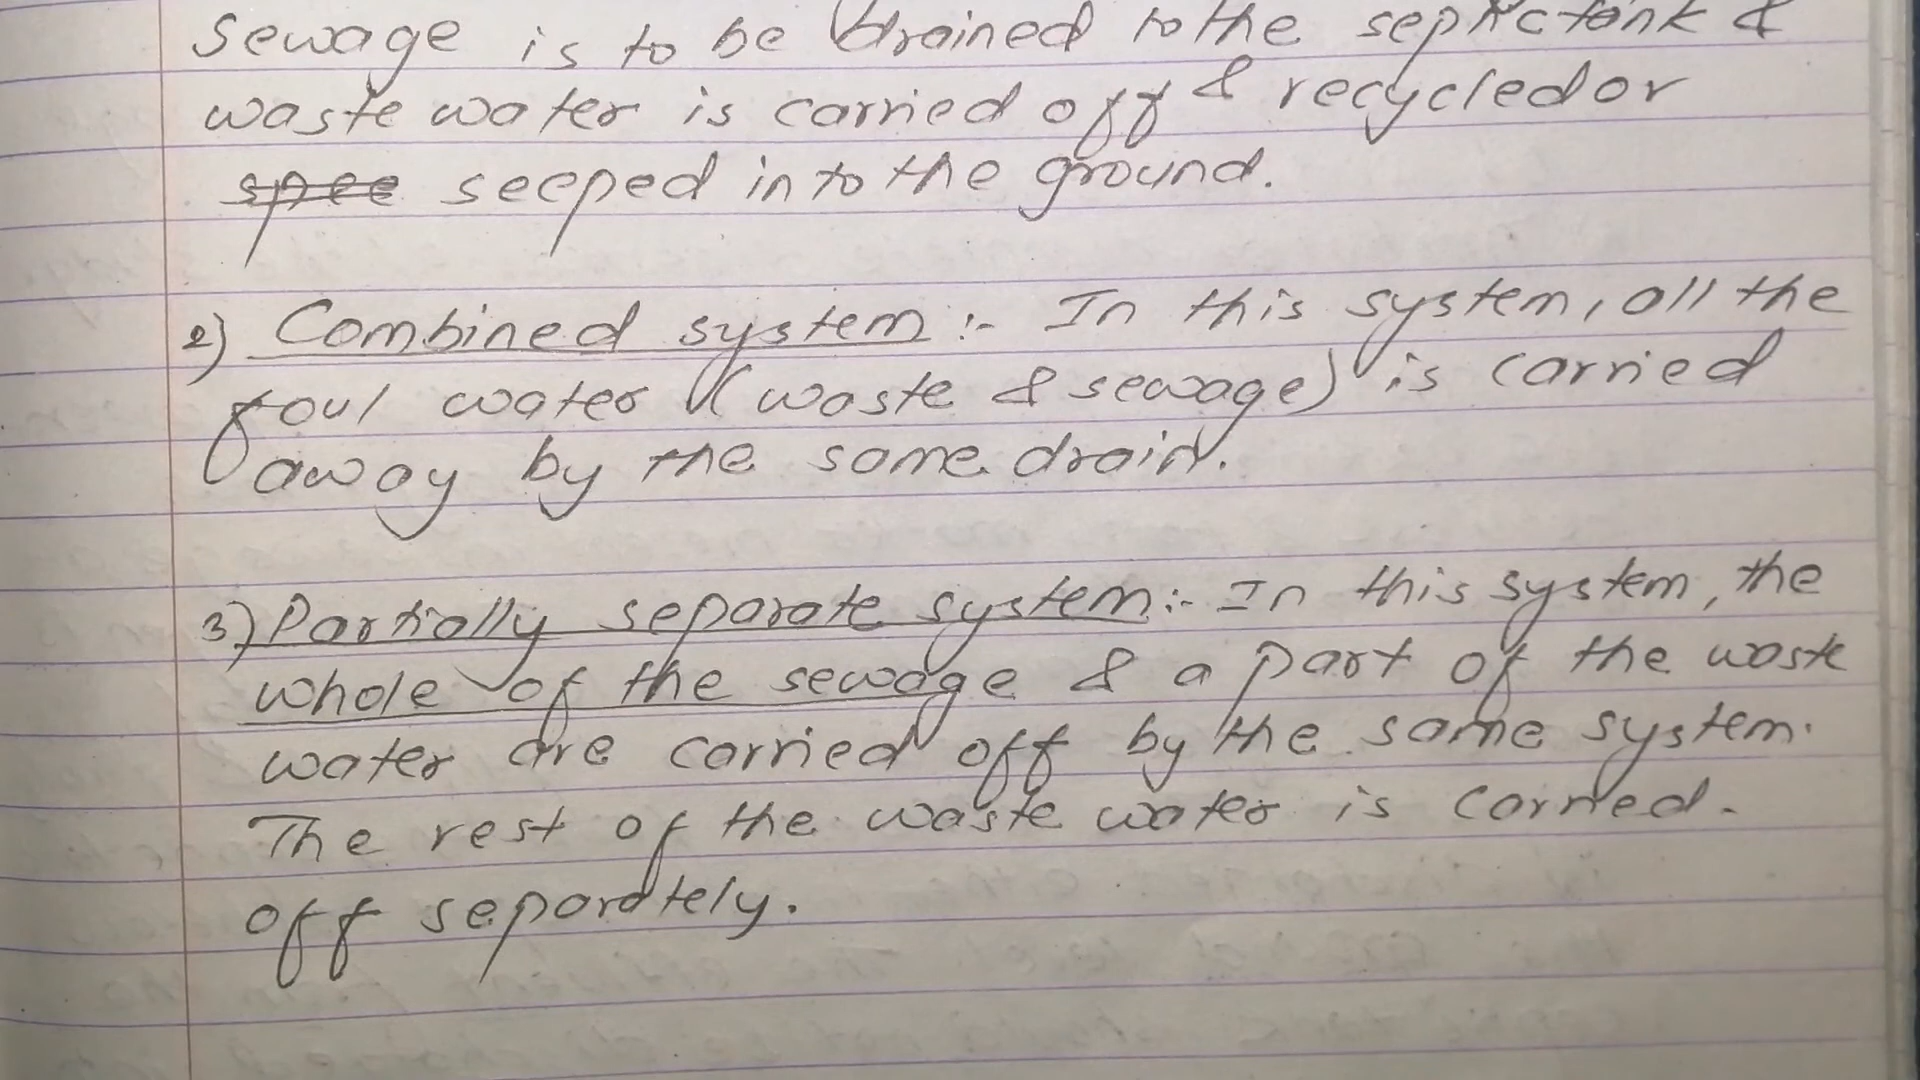 Sewage is to be drained to the septic tank &
waste water is carried off & recycled or
spee seeped into the ground.
2) Combined system :- In this system, all the
foul water (waste & sewage) is carried
away by the same drain.
3) Partially separate system :- In this system, the
whole of the sewage & a part of the waste
water are carried off by the same system.
The rest of the waste water is carried.
off separately.